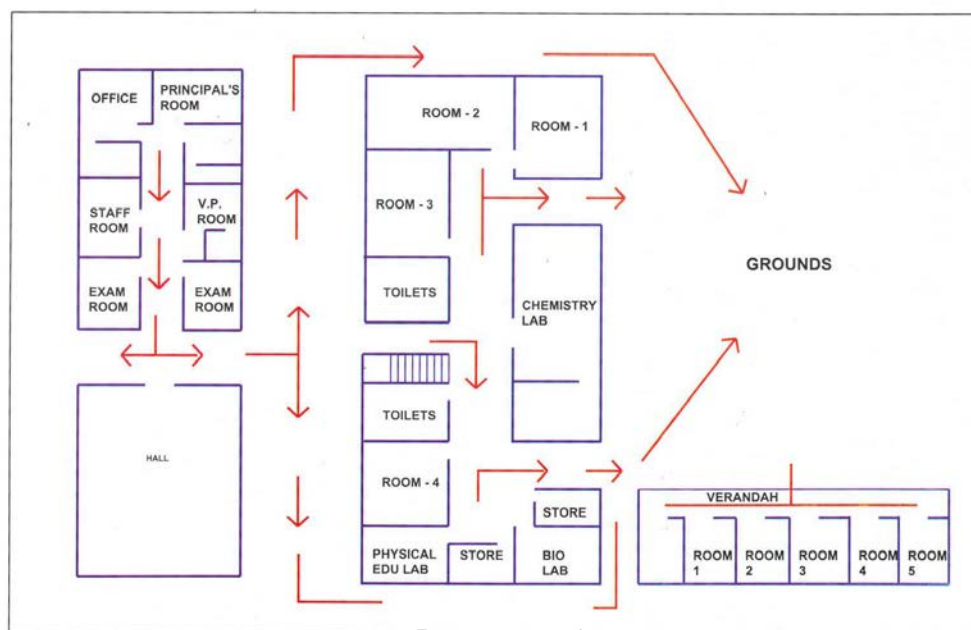 OFFICE
PRINCIPAL'S
ROOM
STAFF
ROOM
V.P.
ROOM
EXAM
ROOM
EXAM
ROOM
HALL
ROOM - 2
ROOM - 1
ROOM - 3
TOILETS
CHEMISTRY
LAB
TOILETS
ROOM - 4
PHYSICAL
EDU LAB
STORE
STORE
BIO
LAB
GROUNDS
VERANDAH
ROOM
1
ROOM
2
ROOM
3
ROOM
4
ROOM
5